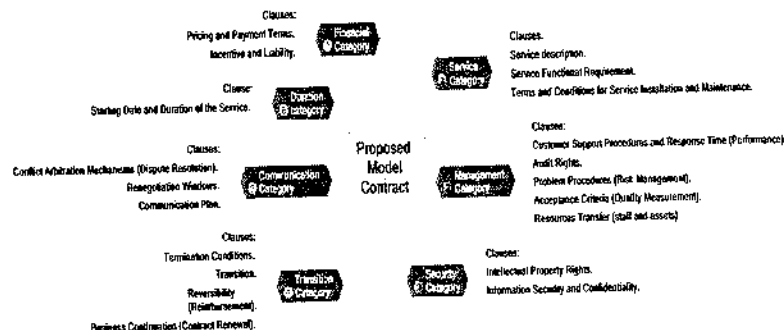 Clauses:
Pricing and Payment Terms.
Incentive and Liability.
Financial
Category
Clauses.
Service description.
Service Functional Requirement.
Terms and Conditions for Service Installation and Maintenance.
Service
Category
Clause:
Starting Date and Duration of the Service.
Duration
Category
Proposed
Model
Contract
Clauses:
Conflict Arbitration Mechanisms (Dispute Resolution).
Renegotiation Windows.
Communication Plan.
Communication
Category
Clauses:
Customer Support Procedures and Response Time (Performance)
Audit Rights.
Problem Procedures (Risk Management).
Acceptance Criteria (Quality Measurement).
Resources Transfer (staff and assets)
Management
Category
Clauses:
Termination Conditions.
Transition.
Reversibility
(Reimbursement).
Business Continuation (Contract Renewal).
Transition
Category
Clauses:
Intellectual Property Rights.
Information Security and Confidentiality.
Security
Category